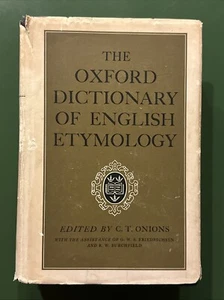 THE
OXFORD
DICTIONARY
OF ENGLISH
ETYMOLOGY
EDITED BY C. T. ONIONS
WITH THE ASSISTANCE OF G. W. S. FRIEDRICHSEN
AND R. W. BURCHFIELD